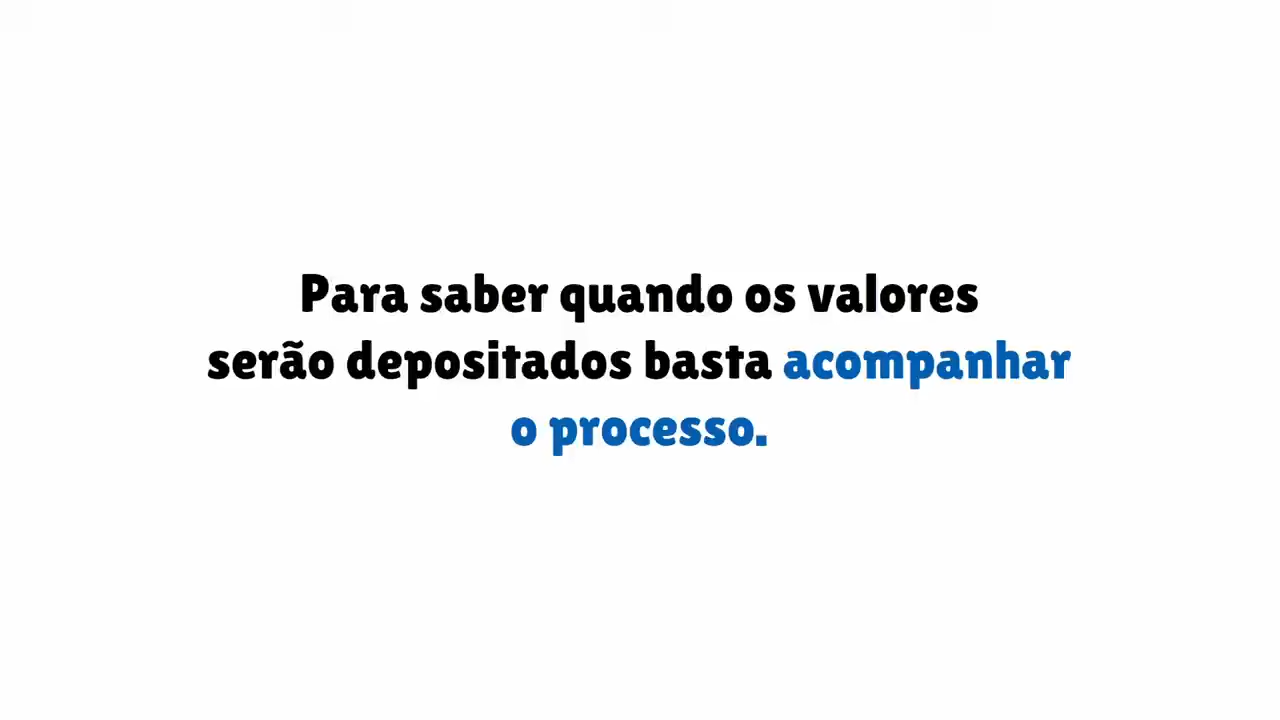 Para saber quando os valores
serão depositados basta acompanhar
o processo.